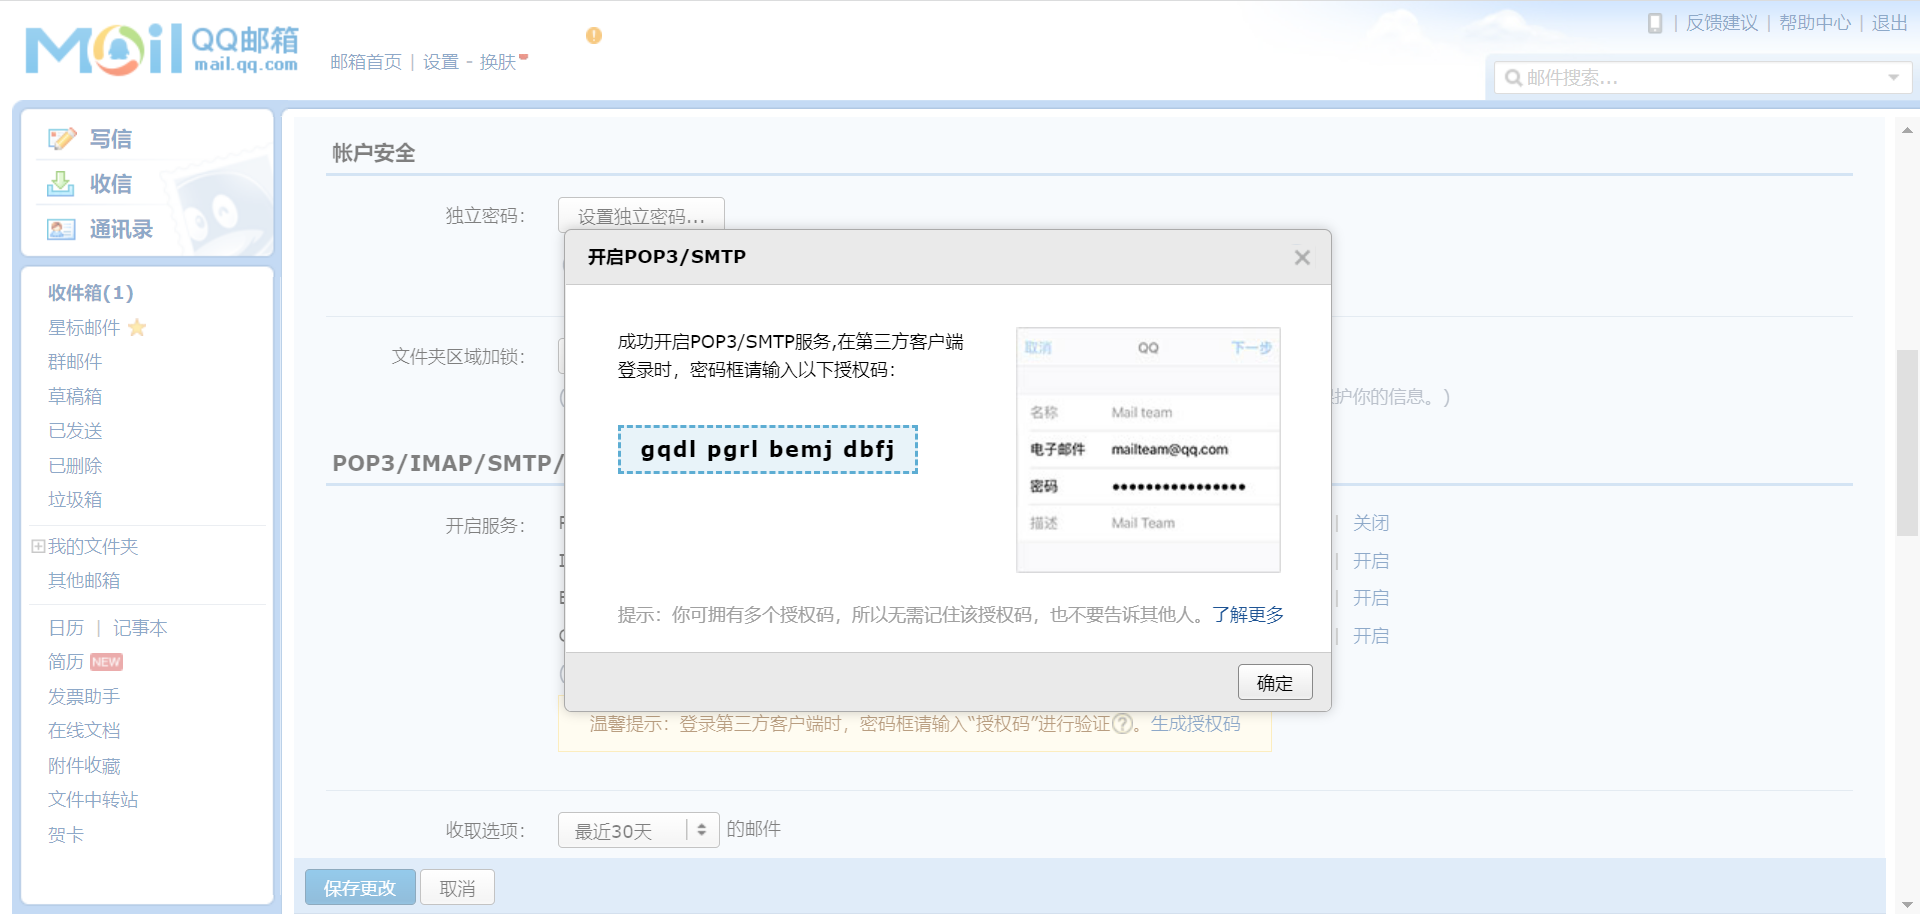 Mail QQ邮箱
mail.qq.com
邮箱首页 | 设置 - 换肤
反馈建议 | 帮助中心 | 退出
邮件搜索...
写信
收信
通讯录
收件箱(1)
星标邮件
群邮件
草稿箱
已发送
已删除
垃圾箱
我的文件夹
其他邮箱
日历 | 记事本
简历 NEW
发票助手
在线文档
附件收藏
文件中转站
贺卡
帐户安全
独立密码：
设置独立密码...
文件夹区域加锁：
护你的信息。)
POP3/IMAP/SMTP/
开启服务：
| 关闭
| 开启
| 开启
| 开启
开启POP3/SMTP
成功开启POP3/SMTP服务,在第三方客户端
登录时，密码框请输入以下授权码：
gqdl pgrl bemj dbfj
取消 QQ 下一步
名称 Mail team
电子邮件 mailteam@qq.com
密码 ••••••••••••••••
描述 Mail Team
提示：你可拥有多个授权码，所以无需记住该授权码，也不要告诉其他人。了解更多
确定
温馨提示：登录第三方客户端时，密码框请输入“授权码”进行验证?。生成授权码
收取选项：
最近30天 的邮件
保存更改 取消